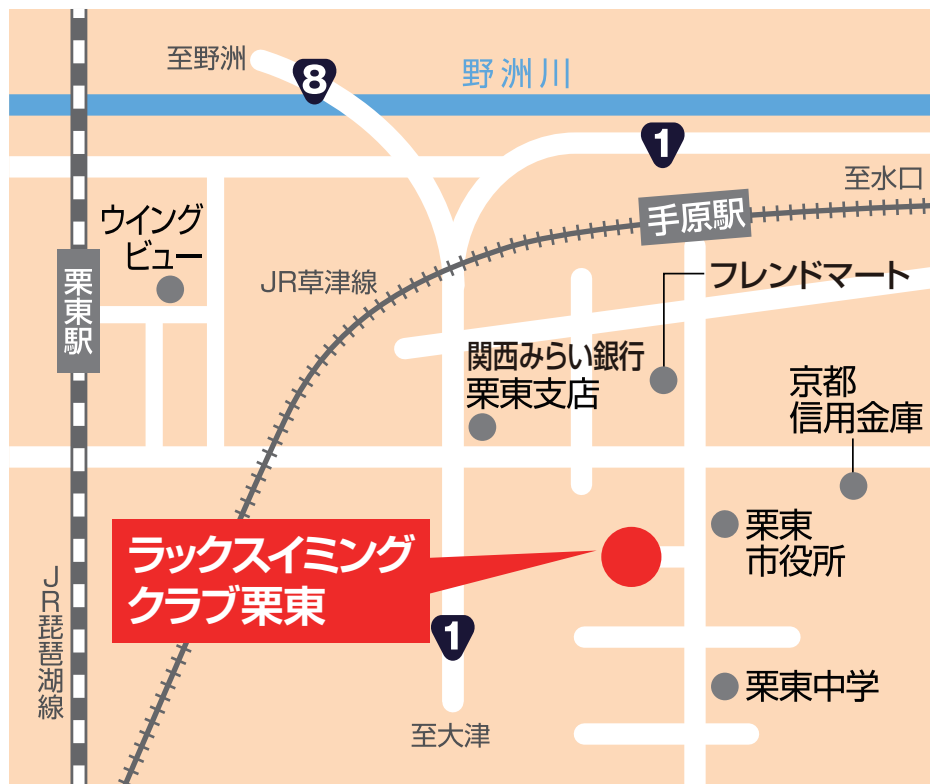 至野洲
8
野洲川
1
至水口
手原駅
ウイング
ビュー
栗東駅
JR草津線
フレンドマート
関西みらい銀行
栗東支店
京都
信用金庫
栗東
市役所
ラックスイミング
クラブ栗東
JR琵琶湖線
1
栗東中学
至大津